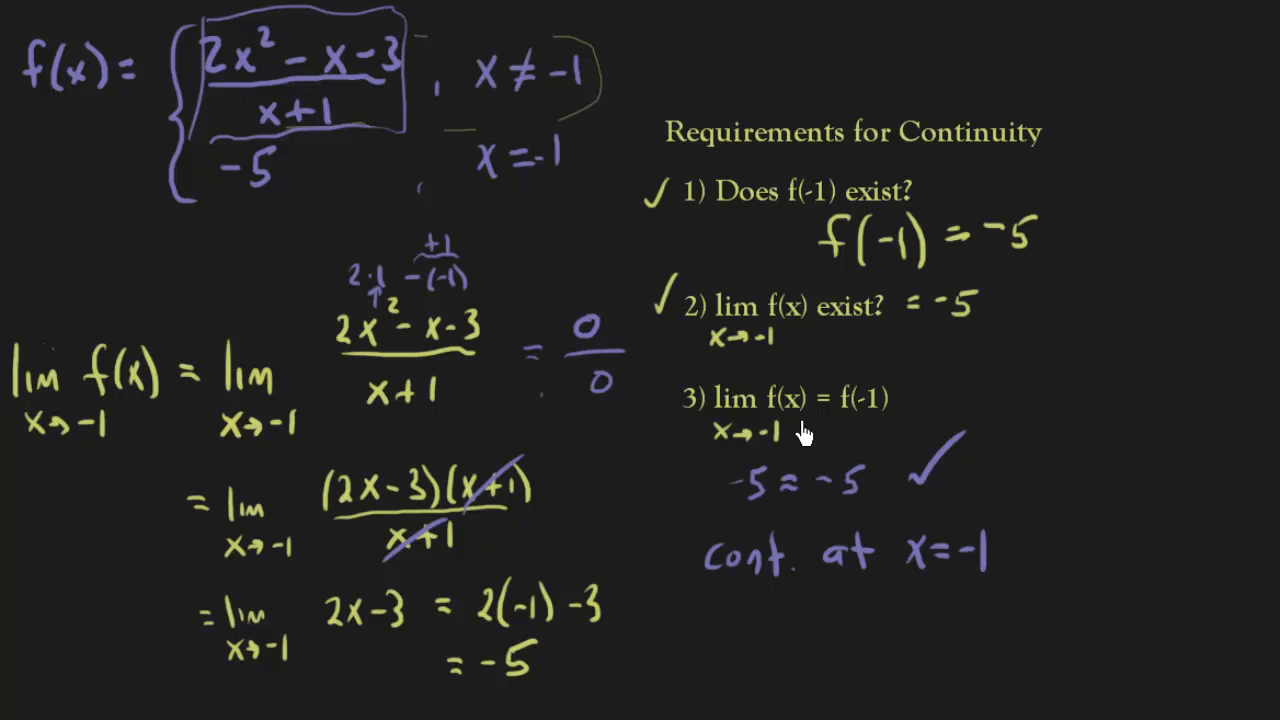 f(x) = { 2x² - x - 3 / x + 1 , x ≠ -1
-5 , x = -1
Requirements for Continuity
✓ 1) Does f(-1) exist?
f(-1) = -5
✓ 2) lim f(x) exist? = -5
x→-1
3) lim f(x) = f(-1)
x→-1
-5 = -5 ✓
cont. at x = -1
+1
2·1 - (-1)
lim f(x) = lim 2x² - x - 3 / x + 1 = 0 / 0
x→-1 x→-1
= lim (2x - 3)(x + 1) / x + 1
x→-1
= lim 2x - 3 = 2(-1) - 3
x→-1
= -5